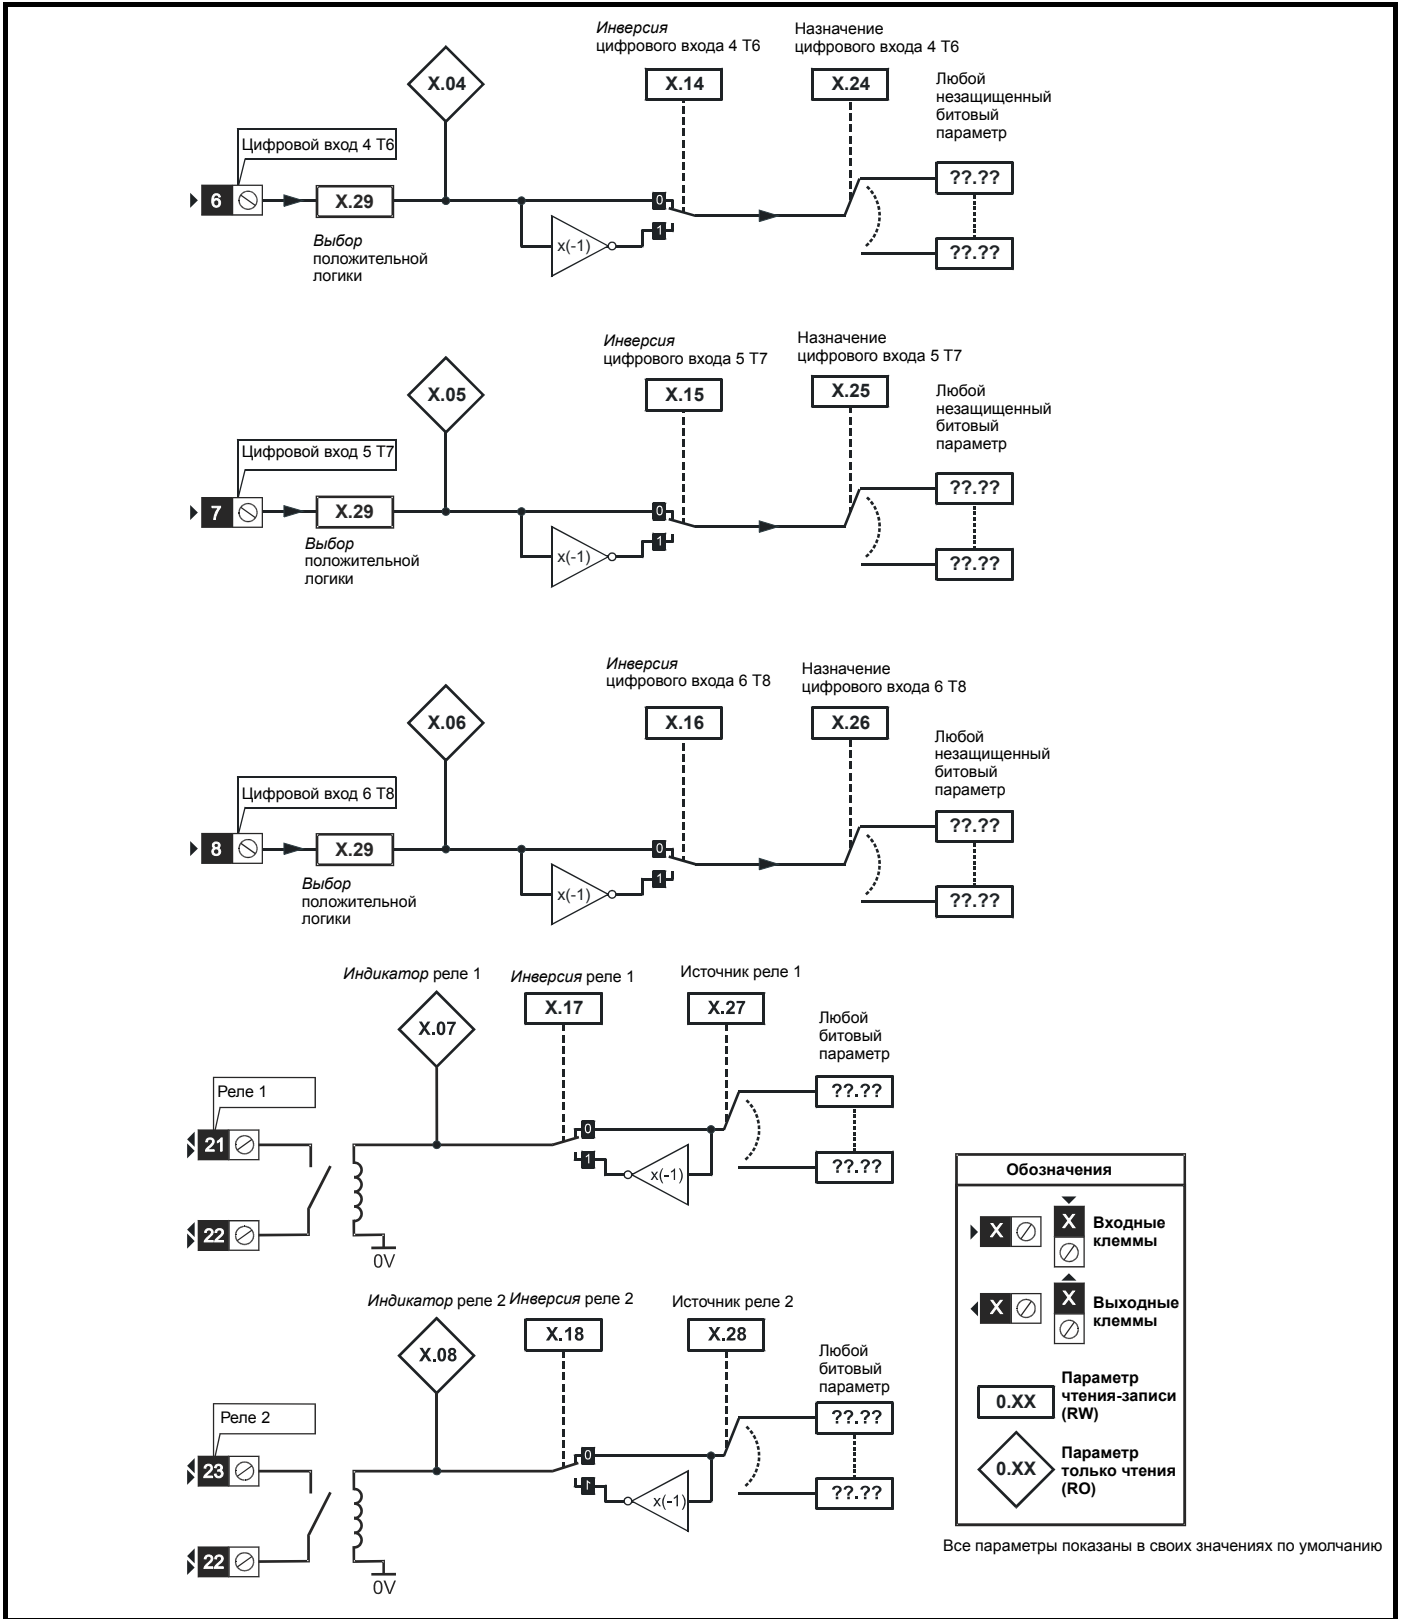 Инверсия
цифрового входа 4 T6
Назначение
цифрового входа 4 T6
X.04
X.14
X.24
Любой
незащищенный
битовый
параметр
Цифровой вход 4 T6
6
X.29
0
1
x(-1)
??.??
??.??
Выбор
положительной
логики
Инверсия
цифрового входа 5 T7
Назначение
цифрового входа 5 T7
X.05
X.15
X.25
Любой
незащищенный
битовый
параметр
Цифровой вход 5 T7
7
X.29
0
1
x(-1)
??.??
??.??
Выбор
положительной
логики
Инверсия
цифрового входа 6 T8
Назначение
цифрового входа 6 T8
X.06
X.16
X.26
Любой
незащищенный
битовый
параметр
Цифровой вход 6 T8
8
X.29
0
1
x(-1)
??.??
??.??
Выбор
положительной
логики
Индикатор реле 1
Инверсия реле 1
Источник реле 1
X.07
X.17
X.27
Любой
битовый
параметр
Реле 1
21
22
0
1
x(-1)
??.??
??.??
0V
Индикатор реле 2
Инверсия реле 2
Источник реле 2
X.08
X.18
X.28
Любой
битовый
параметр
Реле 2
23
22
0
1
x(-1)
??.??
??.??
0V
Обозначения
X
X
Входные
клеммы
X
X
Выходные
клеммы
0.XX
Параметр
чтения-записи
(RW)
0.XX
Параметр
только чтения
(RO)
Все параметры показаны в своих значениях по умолчанию